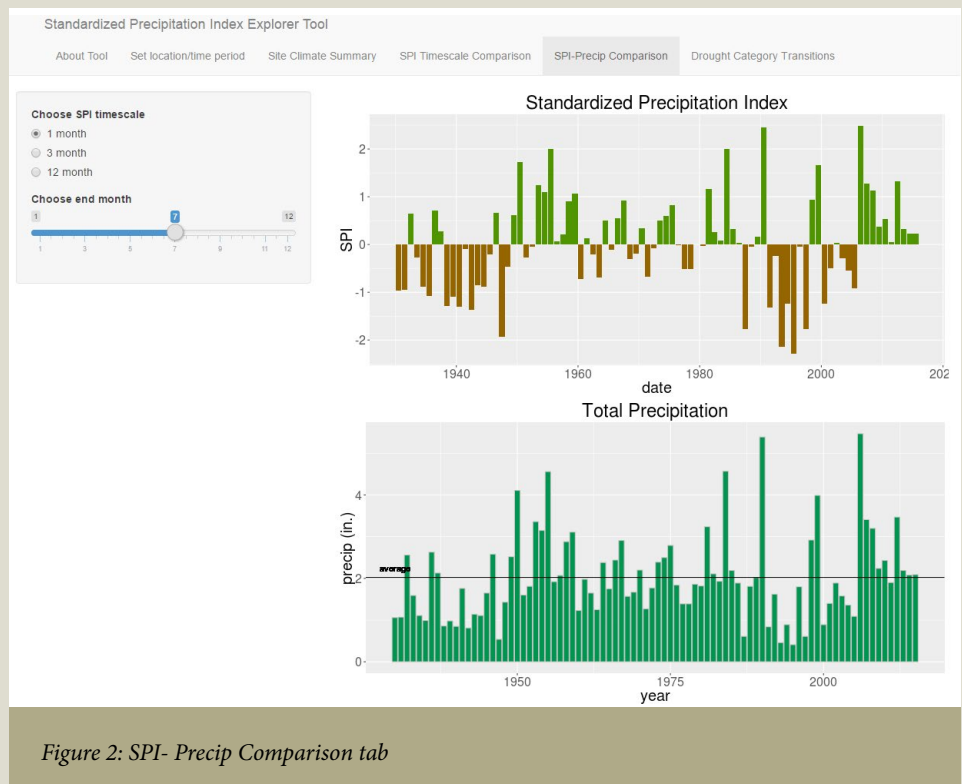 Standardized Precipitation Index Explorer Tool
About Tool Set location/time period Site Climate Summary SPI Timescale Comparison SPI-Precip Comparison Drought Category Transitions
Choose SPI timescale
1 month
3 month
12 month
Choose end month
1 7 12
1 3 5 7 9 11 12
Standardized Precipitation Index
SPI
2
1
0
-1
-2
1940 1960 1980 2000 202
date
Total Precipitation
precip (in.)
4
average
2
0
1950 1975 2000
year
Figure 2: SPI- Precip Comparison tab